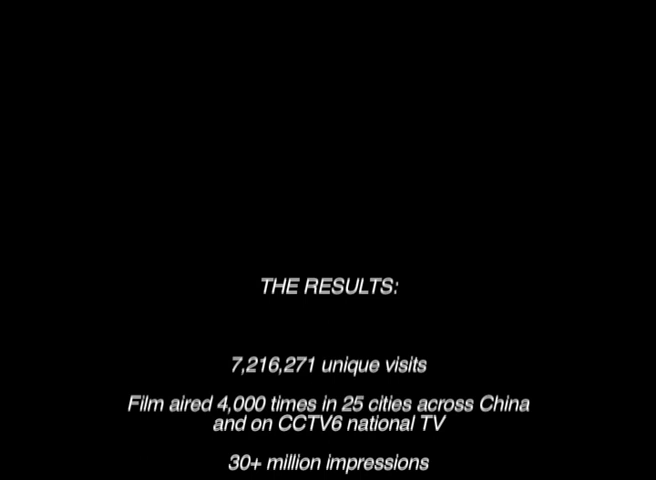 THE RESULTS:
7,216,271 unique visits
Film aired 4,000 times in 25 cities across China
and on CCTV6 national TV
30+ million impressions